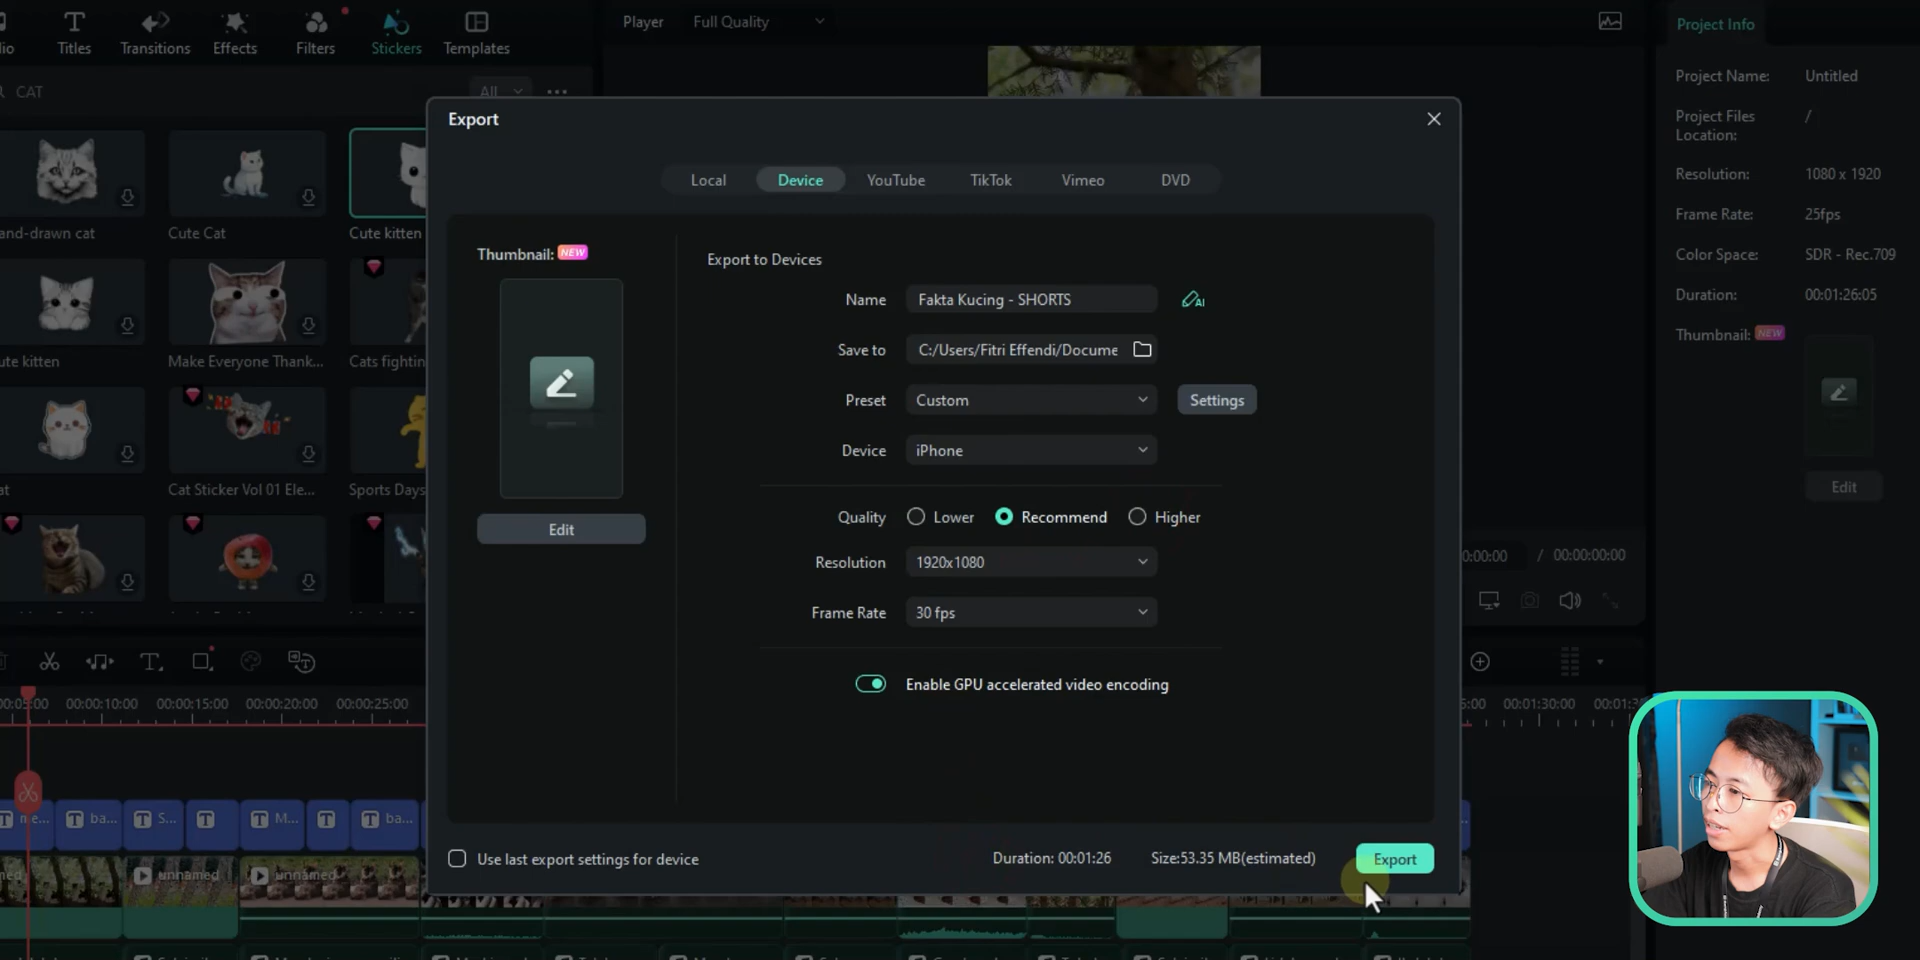 Titles
Transitions
Effects
Filters
Stickers
Templates
Player
Full Quality
Project Info
CAT
All
Project Name: Untitled
Project Files Location: /
Resolution: 1080 x 1920
Frame Rate: 25fps
Color Space: SDR - Rec.709
Duration: 00:01:26:05
Thumbnail: NEW
Edit
Cute Cat
Cute kitten
Make Everyone Thank...
Cats fighting
Cat Sticker Vol 01 Ele...
Sports Days
Export
Local
Device
YouTube
TikTok
Vimeo
DVD
Thumbnail: NEW
Edit
Export to Devices
Name Fakta Kucing - SHORTS
AI
Save to C:/Users/Fitri Effendi/Docume
Preset Custom Settings
Device iPhone
Quality Lower Recommend Higher
Resolution 1920x1080
Frame Rate 30 fps
Enable GPU accelerated video encoding
Use last export settings for device
Duration: 00:01:26
Size:53.35 MB(estimated)
Export
/ 00:00:00:00
00:00:10:00
00:00:15:00
00:00:20:00
00:00:25:00
00:01:30:00
ba...
S...
M...
ba...
unnamed
unnamed